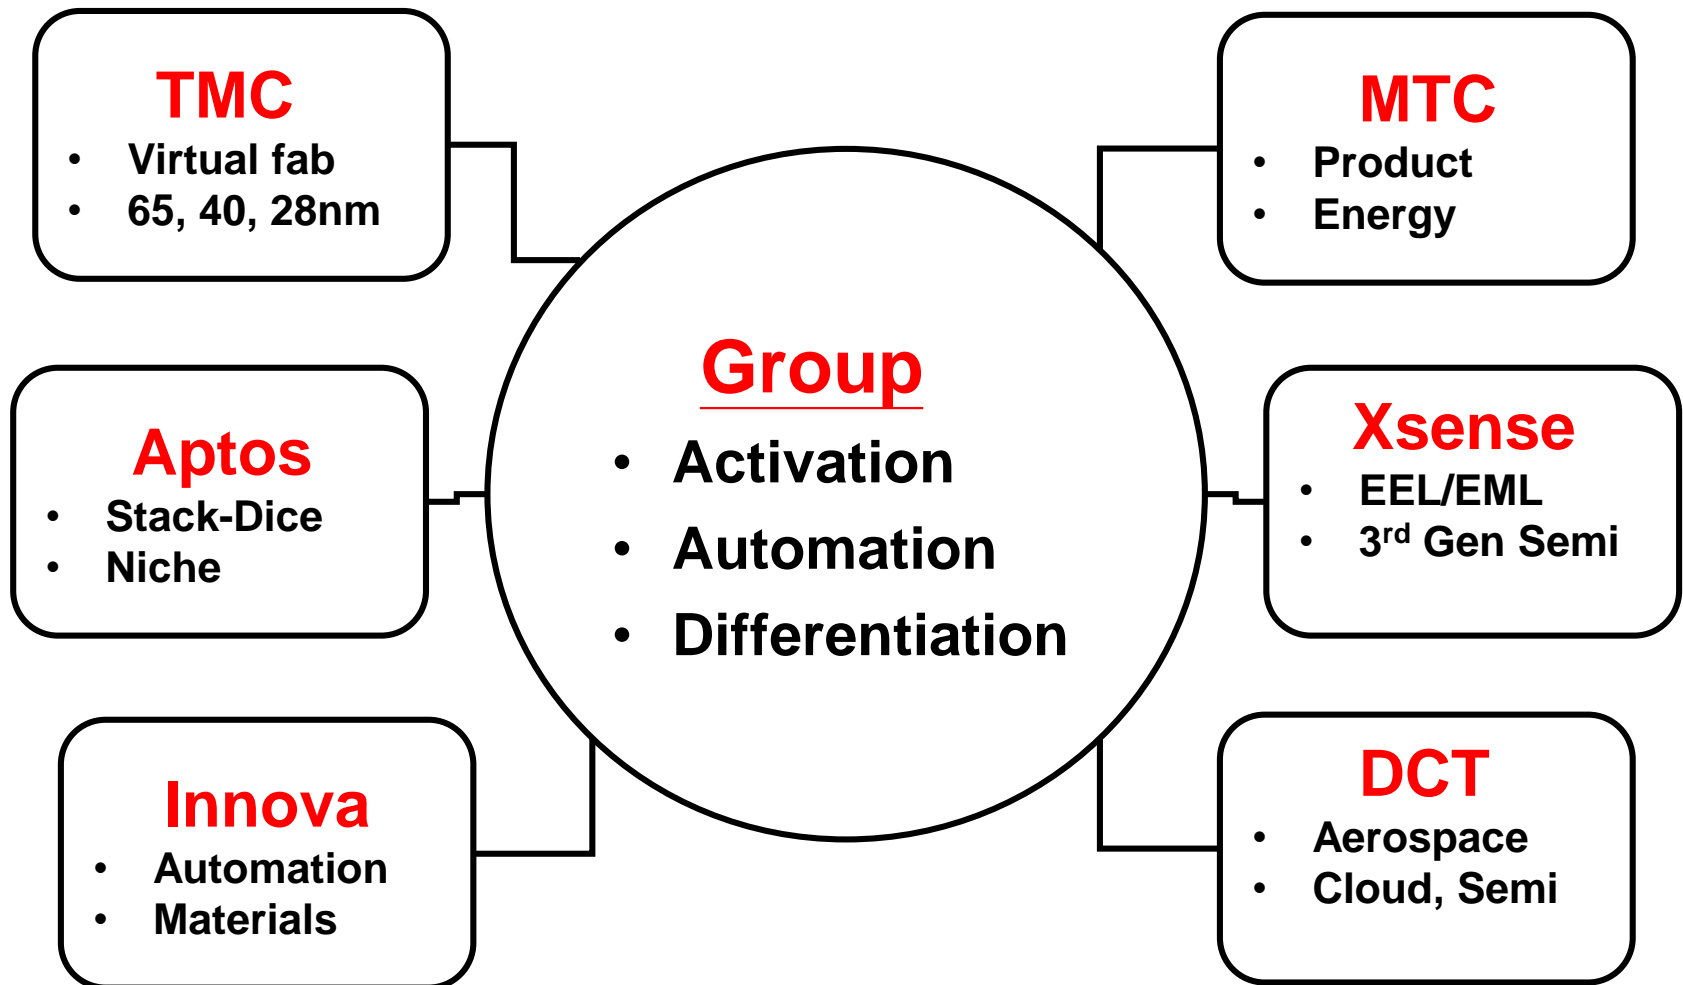 TMC
• Virtual fab
• 65, 40, 28nm
Aptos
• Stack-Dice
• Niche
Innova
• Automation
• Materials
Group
• Activation
• Automation
• Differentiation
MTC
• Product
• Energy
Xsense
• EEL/EML
• 3rd Gen Semi
DCT
• Aerospace
• Cloud, Semi